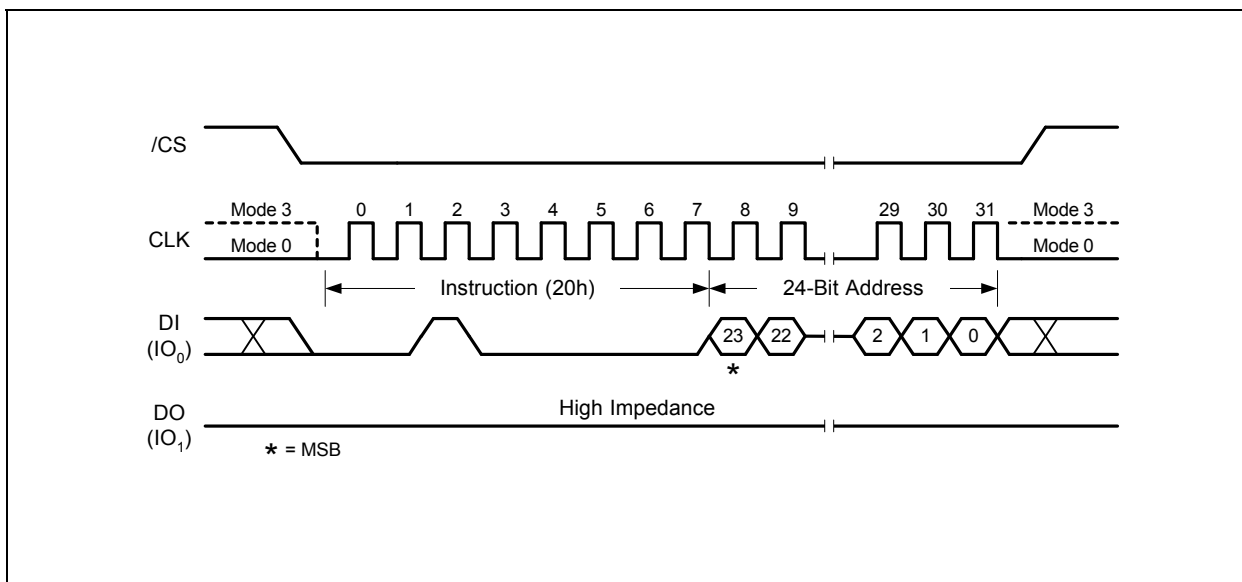 /CS
Mode 3 0 1 2 3 4 5 6 7 8 9 29 30 31 Mode 3
CLK
Mode 0 Mode 0
Instruction (20h) 24-Bit Address
DI
(IO0)
23 22 2 1 0
*
DO
(IO1)
High Impedance
* = MSB